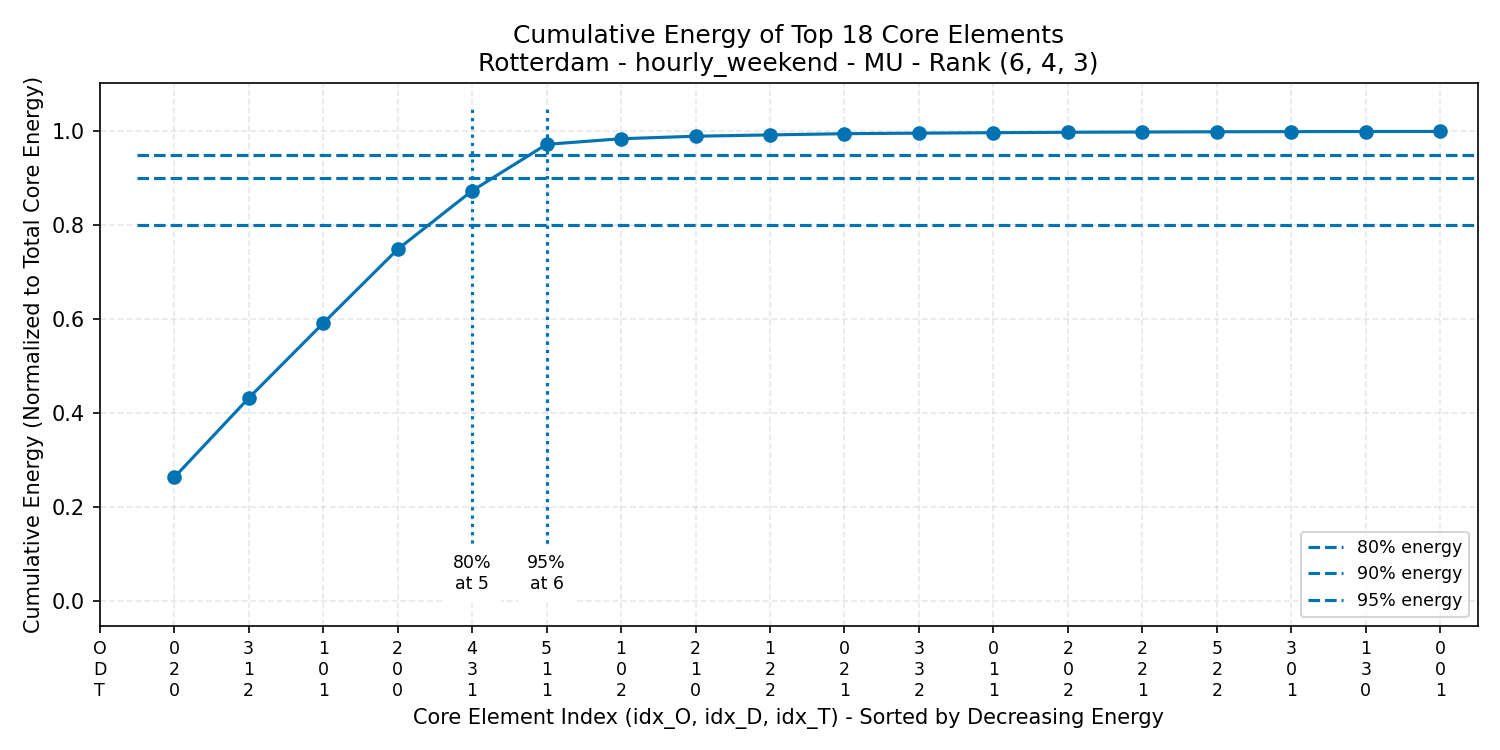 Cumulative Energy of Top 18 Core Elements
Rotterdam - hourly_weekend - MU - Rank (6, 4, 3)
Cumulative Energy (Normalized to Total Core Energy)
1.0
0.8
0.6
0.4
0.2
0.0
80%
at 5
95%
at 6
80% energy
90% energy
95% energy
O 0 3 1 2 4 5 1 2 1 0 3 0 2 2 5 3 1 0
D 2 1 0 0 3 1 0 1 2 2 3 1 0 2 2 0 3 0
T 0 2 1 0 1 1 2 0 2 1 2 1 2 1 2 1 0 1
Core Element Index (idx_O, idx_D, idx_T) - Sorted by Decreasing Energy